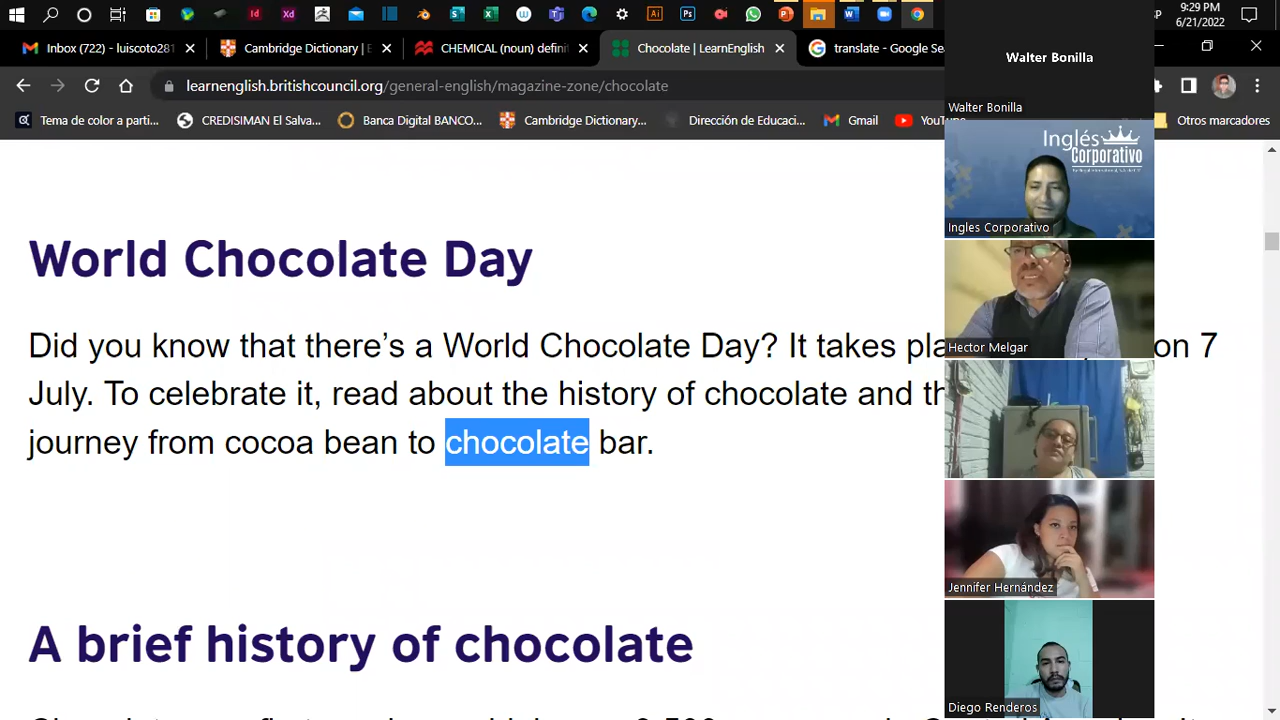 9:29 PM
6/21/2022
Inbox (722) - luiscoto281
Cambridge Dictionary | E
CHEMICAL (noun) defini
Chocolate | LearnEnglish
translate - Google Se
learnenglish.britishcouncil.org/general-english/magazine-zone/chocolate
Tema de color a parti...
CREDISIMAN El Salva...
Banca Digital BANCO...
Cambridge Dictionary...
Dirección de Educaci...
Gmail
YouTube
Otros marcadores
World Chocolate Day
Did you know that there's a World Chocolate Day? It takes pla on 7
July. To celebrate it, read about the history of chocolate and th
journey from cocoa bean to chocolate bar.
A brief history of chocolate
Walter Bonilla
Walter Bonilla
Inglés
Corporativo
Ingles Corporativo
Hector Melgar
Jennifer Hernández
Diego Renderos